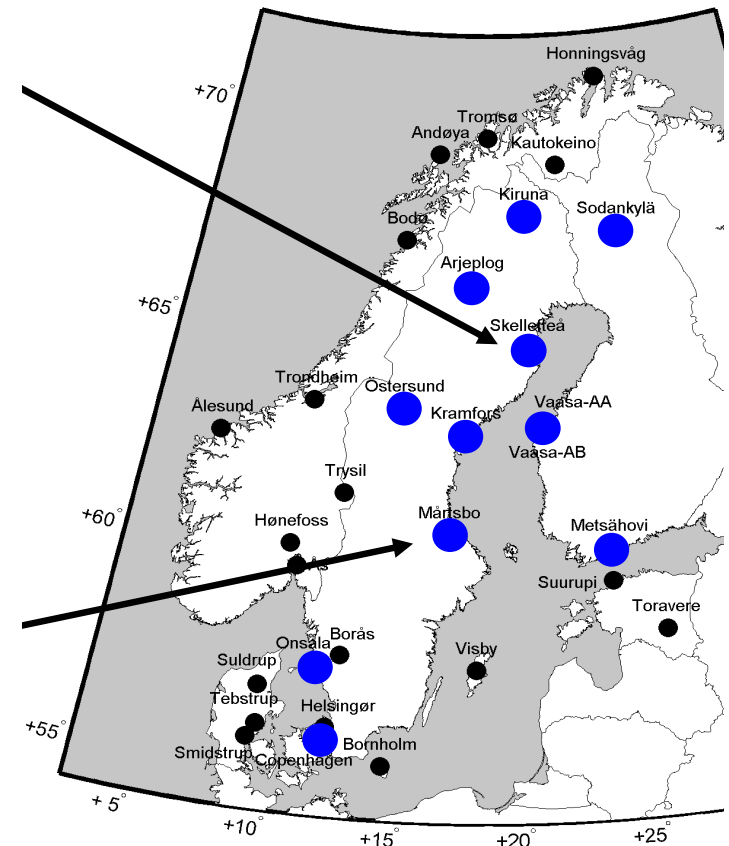 Honningsvåg
+70°
Tromsø
Andøya
Kautokeino
Kiruna
Sodankylä
Bodø
Arjeplog
+65°
Skellefteå
Trondheim
Östersund
Vaasa-AA
Ålesund
Kramfors
Vaasa-AB
Trysil
+60°
Hønefoss
Mårtsbo
Metsähovi
Ås
Suurupi
Toravere
Onsala
Borås
Visby
Suldrup
Tebstrup
Helsingør
+55°
Smidstrup
Copenhagen
Bornholm
+ 5°
+10°
+15°
+20°
+25°